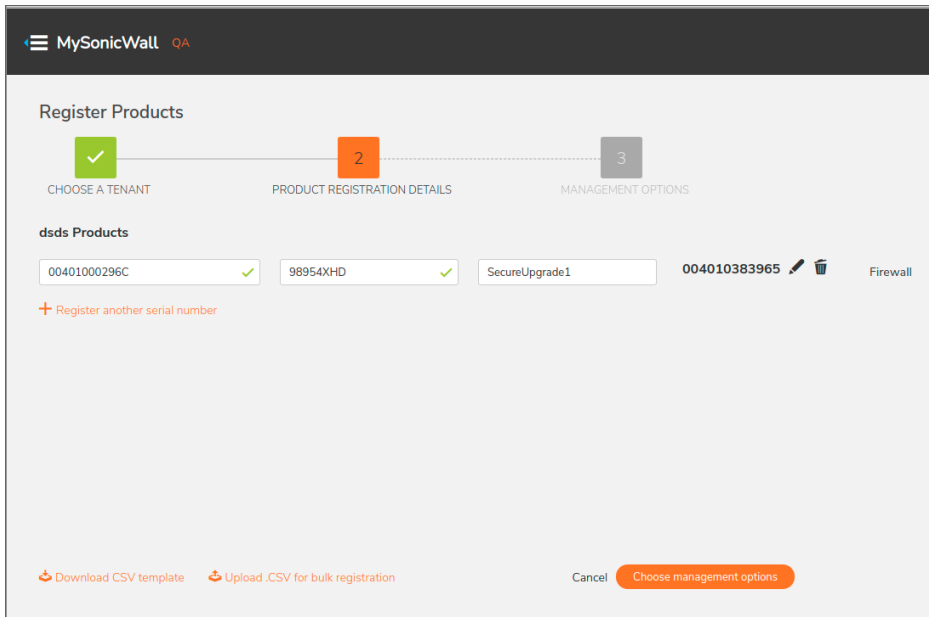 MySonicWall QA
Register Products
2 3
CHOOSE A TENANT PRODUCT REGISTRATION DETAILS MANAGEMENT OPTIONS
dsds Products
00401000296C 98954XHD SecureUpgrade1 004010383965 Firewall
Register another serial number
Download CSV template Upload .CSV for bulk registration Cancel Choose management options